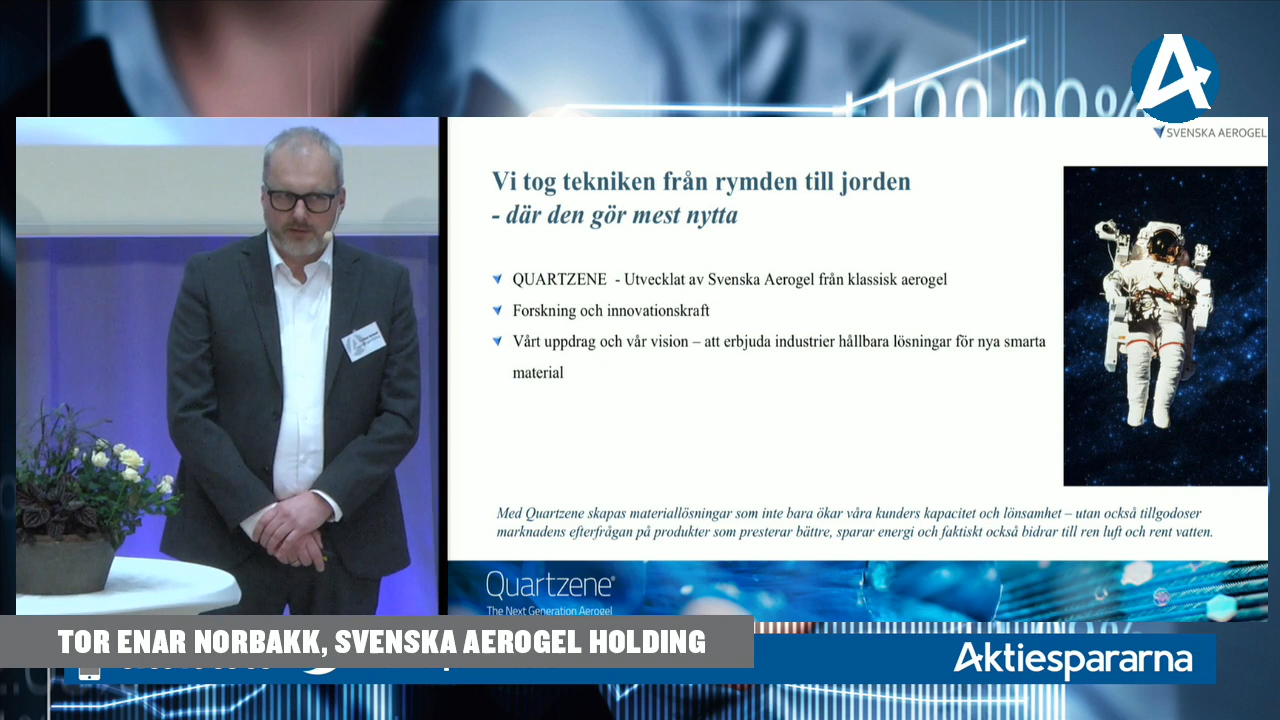 +100.00%
SVENSKA AEROGEL
Vi tog tekniken från rymden till jorden
- där den gör mest nytta
QUARTZENE - Utvecklat av Svenska Aerogel från klassisk aerogel
Forskning och innovationskraft
Vårt uppdrag och vår vision – att erbjuda industrier hållbara lösningar för nya smarta
material
Med Quartzene skapas materiallösningar som inte bara ökar våra kunders kapacitet och lönsamhet – utan också tillgodoser
marknadens efterfrågan på produkter som presterar bättre, sparar energi och faktiskt också bidrar till ren luft och rent vatten.
Quartzene®
The Next Generation Aerogel
TOR ENAR NORBAKK, SVENSKA AEROGEL HOLDING
Aktiespararna